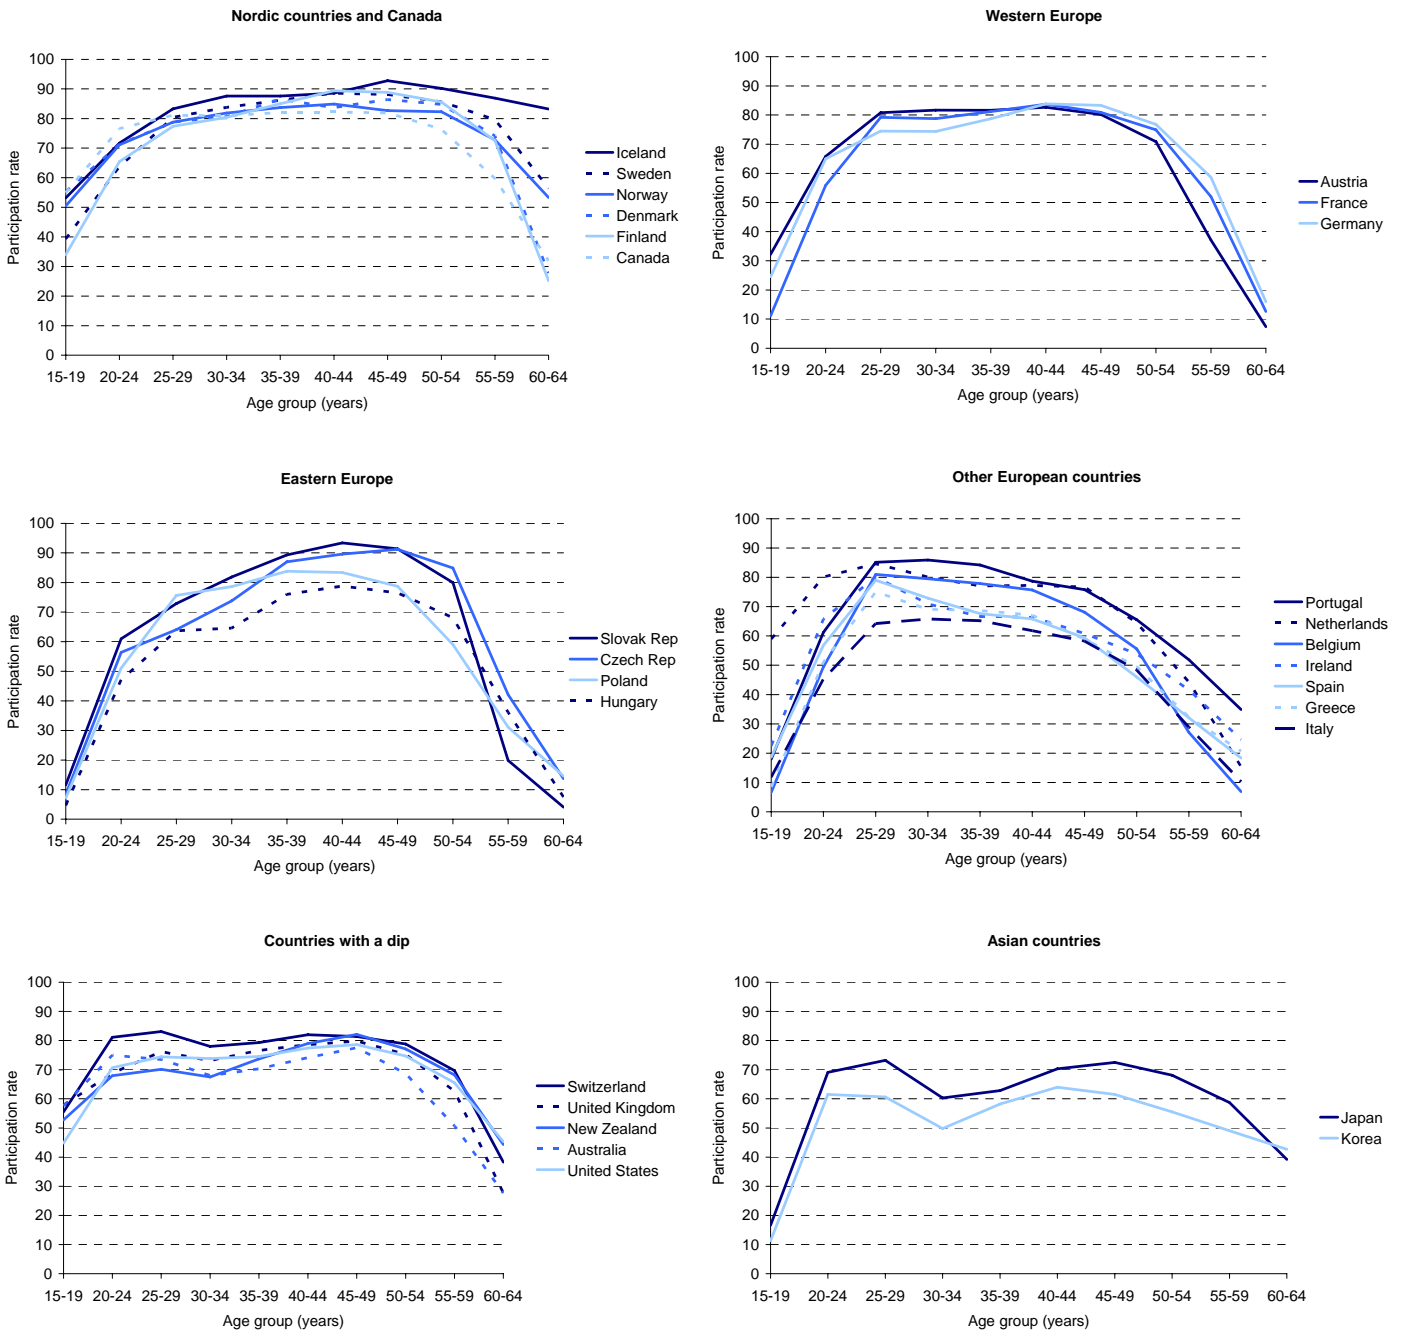 Nordic countries and Canada
100
90
80
70
60
50
40
30
20
10
0
15-19 20-24 25-29 30-34 35-39 40-44 45-49 50-54 55-59 60-64
Age group (years)
Participation rate
Iceland
Sweden
Norway
Denmark
Finland
Canada
Western Europe
100
90
80
70
60
50
40
30
20
10
0
15-19 20-24 25-29 30-34 35-39 40-44 45-49 50-54 55-59 60-64
Age group (years)
Participation rate
Austria
France
Germany
Eastern Europe
100
90
80
70
60
50
40
30
20
10
0
15-19 20-24 25-29 30-34 35-39 40-44 45-49 50-54 55-59 60-64
Age group (years)
Participation rate
Slovak Rep
Czech Rep
Poland
Hungary
Other European countries
100
90
80
70
60
50
40
30
20
10
0
15-19 20-24 25-29 30-34 35-39 40-44 45-49 50-54 55-59 60-64
Age group (years)
Participation rate
Portugal
Netherlands
Belgium
Ireland
Spain
Greece
Italy
Countries with a dip
100
90
80
70
60
50
40
30
20
10
0
15-19 20-24 25-29 30-34 35-39 40-44 45-49 50-54 55-59 60-64
Age group (years)
Participation rate
Switzerland
United Kingdom
New Zealand
Australia
United States
Asian countries
100
90
80
70
60
50
40
30
20
10
0
15-19 20-24 25-29 30-34 35-39 40-44 45-49 50-54 55-59 60-64
Age group (years)
Participation rate
Japan
Korea